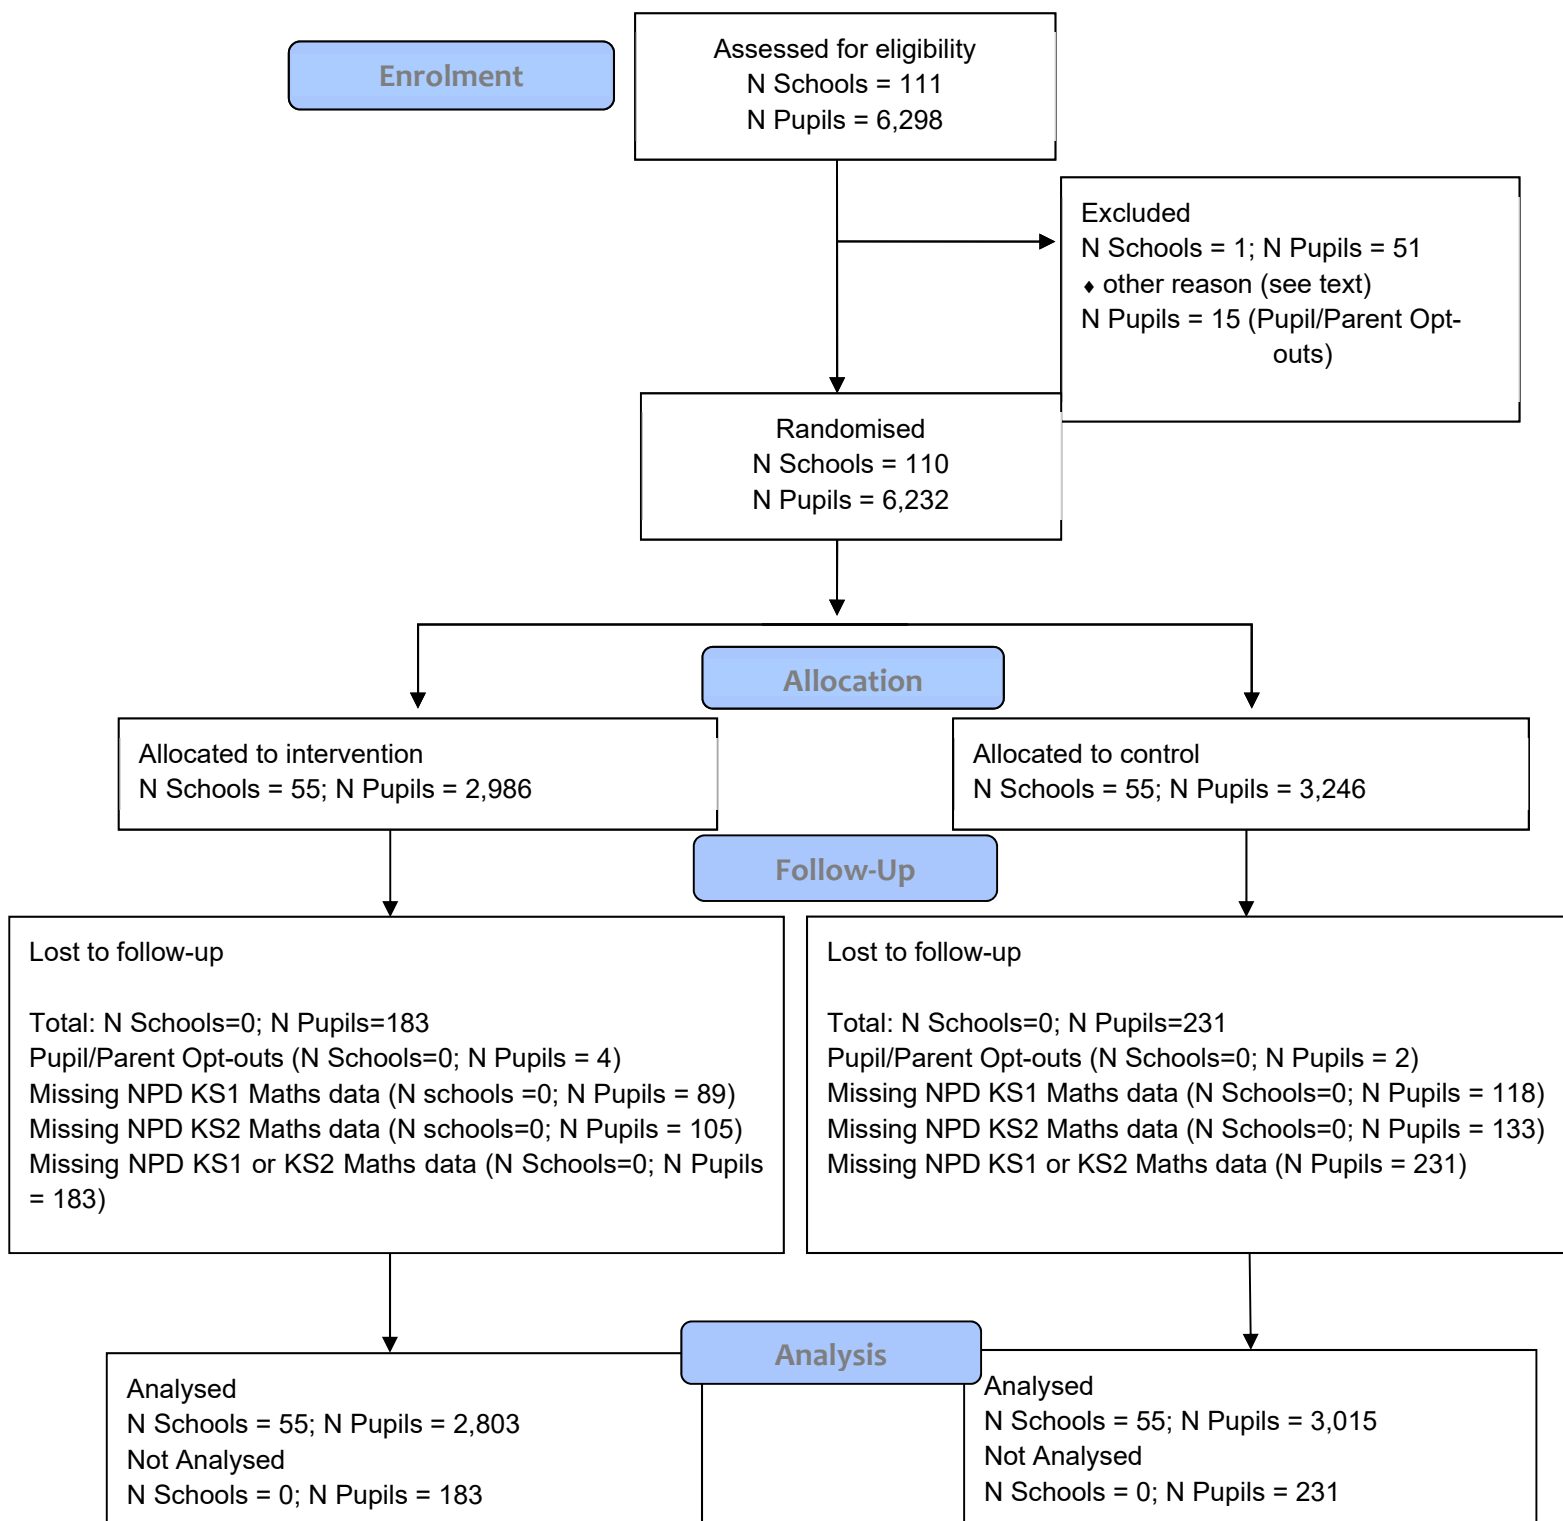 Enrolment
Assessed for eligibility
N Schools = 111
N Pupils = 6,298
Excluded
N Schools = 1; N Pupils = 51
♦ other reason (see text)
N Pupils = 15 (Pupil/Parent Opt-
outs)
Randomised
N Schools = 110
N Pupils = 6,232
Allocation
Allocated to intervention
N Schools = 55; N Pupils = 2,986
Allocated to control
N Schools = 55; N Pupils = 3,246
Follow-Up
Lost to follow-up
Total: N Schools=0; N Pupils=183
Pupil/Parent Opt-outs (N Schools=0; N Pupils = 4)
Missing NPD KS1 Maths data (N schools =0; N Pupils = 89)
Missing NPD KS2 Maths data (N schools=0; N Pupils = 105)
Missing NPD KS1 or KS2 Maths data (N Schools=0; N Pupils
= 183)
Lost to follow-up
Total: N Schools=0; N Pupils=231
Pupil/Parent Opt-outs (N Schools=0; N Pupils = 2)
Missing NPD KS1 Maths data (N Schools=0; N Pupils = 118)
Missing NPD KS2 Maths data (N Schools=0; N Pupils = 133)
Missing NPD KS1 or KS2 Maths data (N Pupils = 231)
Analysis
Analysed
N Schools = 55; N Pupils = 2,803
Not Analysed
N Schools = 0; N Pupils = 183
Analysed
N Schools = 55; N Pupils = 3,015
Not Analysed
N Schools = 0; N Pupils = 231